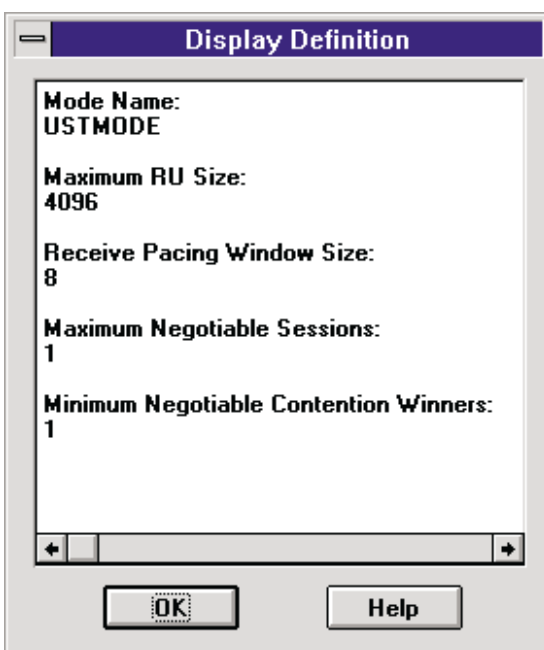 Display Definition
Mode Name:
USTMODE
Maximum RU Size:
4096
Receive Pacing Window Size:
8
Maximum Negotiable Sessions:
1
Minimum Negotiable Contention Winners:
1
OK
Help